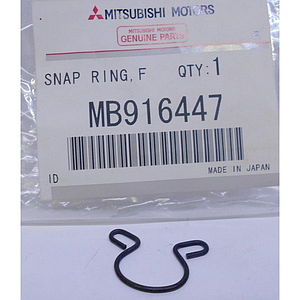 MITSUBISHI MOTORS
MITSUBISHI MOTORS
GENUINE PARTS
SNAP RING, F QTY: 1
MB916447
ID MADE IN JAPAN